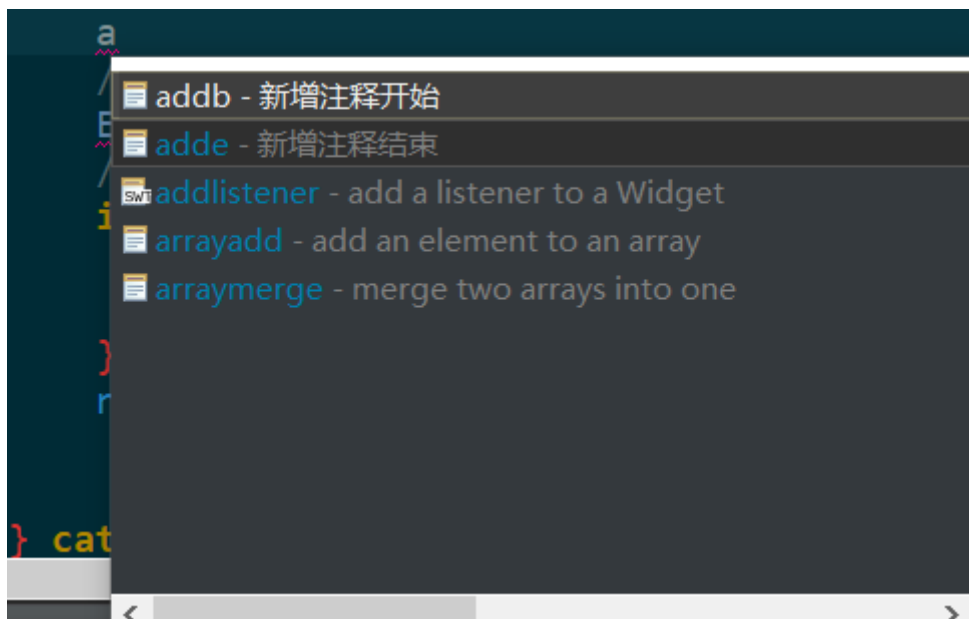 a
addb - 新增注释开始
adde - 新增注释结束
SWT addlistener - add a listener to a Widget
arrayadd - add an element to an array
arraymerge - merge two arrays into one
}
} cat